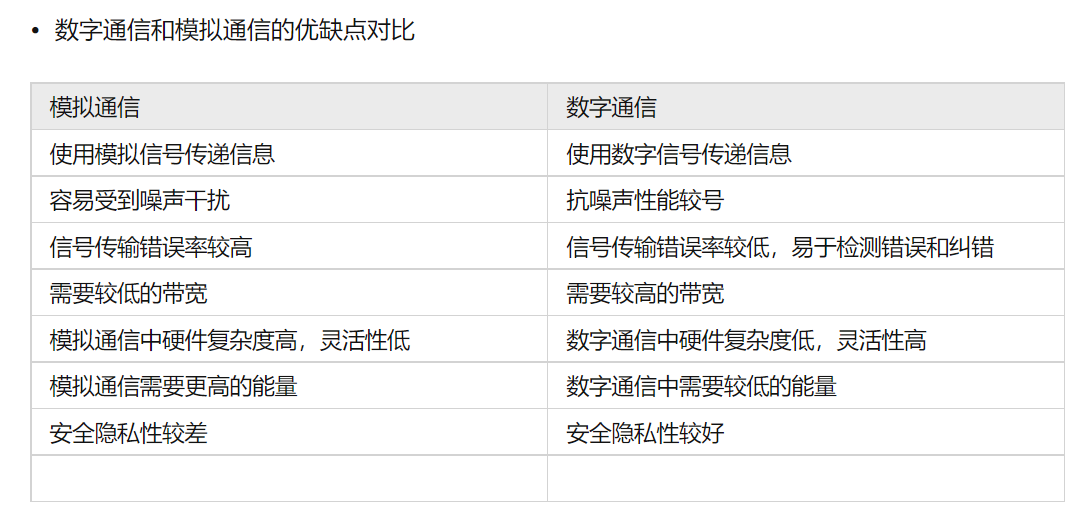 • 数字通信和模拟通信的优缺点对比
模拟通信 数字通信
使用模拟信号传递信息 使用数字信号传递信息
容易受到噪声干扰 抗噪声性能较号
信号传输错误率较高 信号传输错误率较低，易于检测错误和纠错
需要较低的带宽 需要较高的带宽
模拟通信中硬件复杂度高，灵活性低 数字通信中硬件复杂度低，灵活性高
模拟通信需要更高的能量 数字通信中需要较低的能量
安全隐私性较差 安全隐私性较好